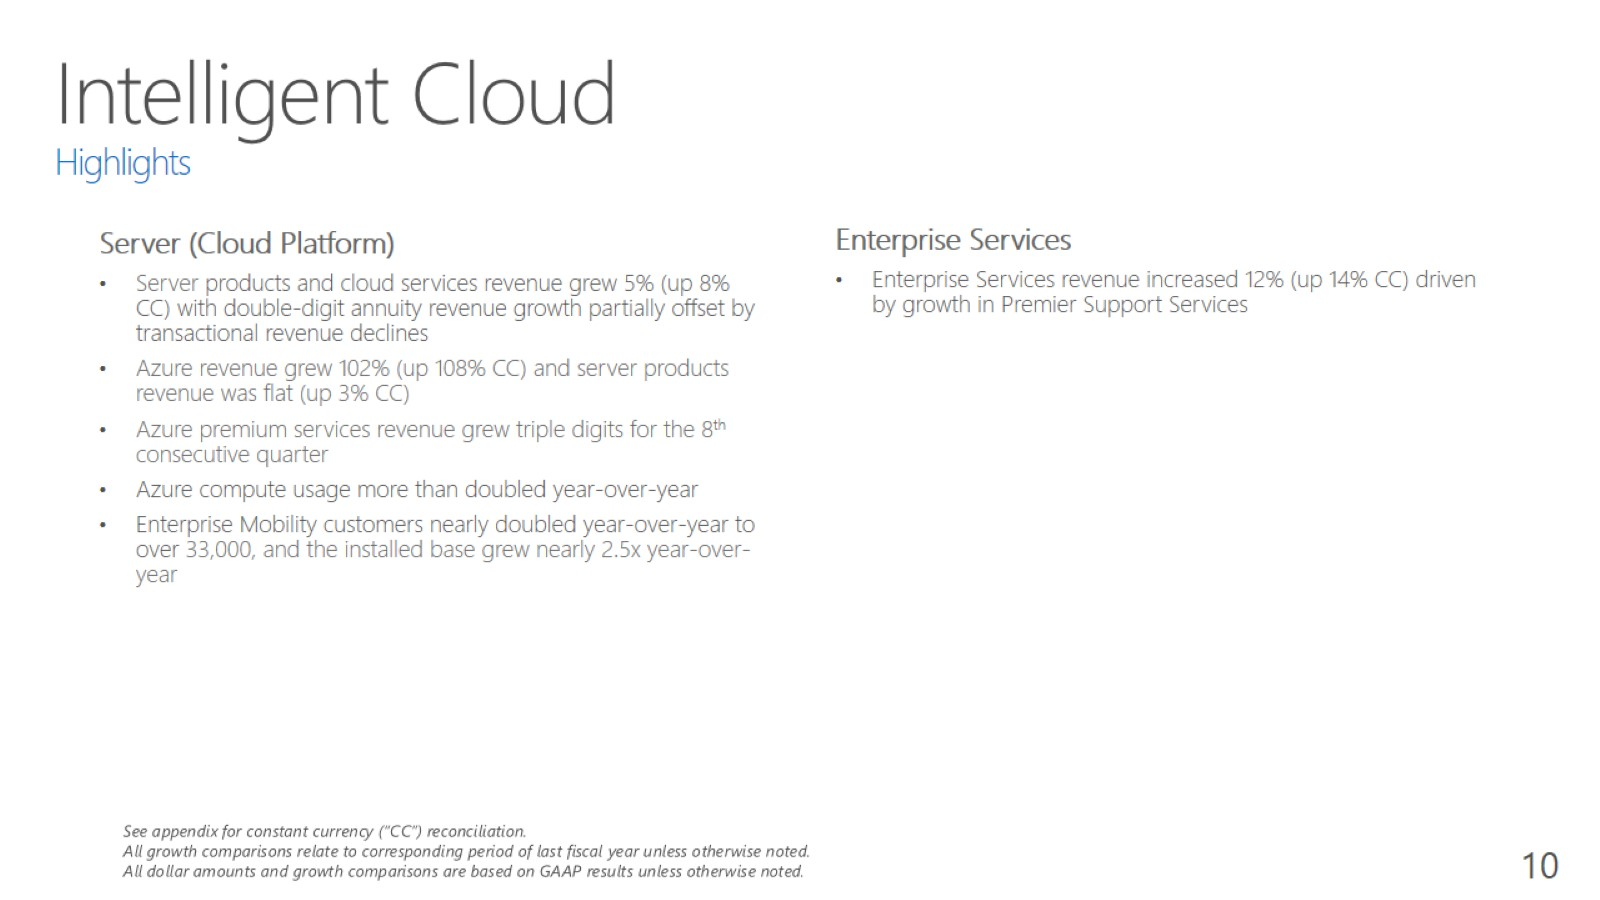 Intelligent Cloud
Highlights
Server (Cloud Platform)
• Server products and cloud services revenue grew 5% (up 8%
CC) with double-digit annuity revenue growth partially offset by
transactional revenue declines
• Azure revenue grew 102% (up 108% CC) and server products
revenue was flat (up 3% CC)
• Azure premium services revenue grew triple digits for the 8th
consecutive quarter
• Azure compute usage more than doubled year-over-year
• Enterprise Mobility customers nearly doubled year-over-year to
over 33,000, and the installed base grew nearly 2.5x year-over-
year
Enterprise Services
• Enterprise Services revenue increased 12% (up 14% CC) driven
by growth in Premier Support Services
See appendix for constant currency ("CC") reconciliation.
All growth comparisons relate to corresponding period of last fiscal year unless otherwise noted.
All dollar amounts and growth comparisons are based on GAAP results unless otherwise noted.
10